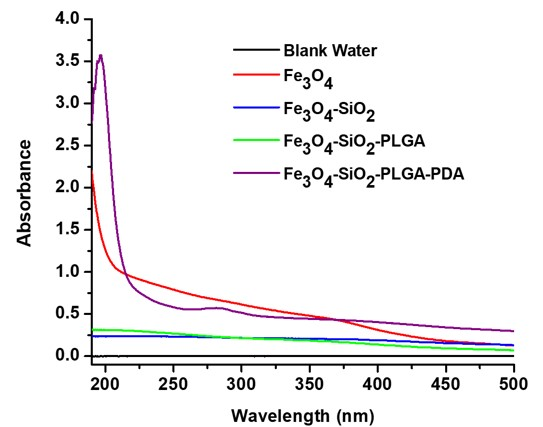 4.0
3.5
3.0
2.5
2.0
1.5
1.0
0.5
0.0
Absorbance
Blank Water
Fe3O4
Fe3O4-SiO2
Fe3O4-SiO2-PLGA
Fe3O4-SiO2-PLGA-PDA
200 250 300 350 400 450 500
Wavelength (nm)